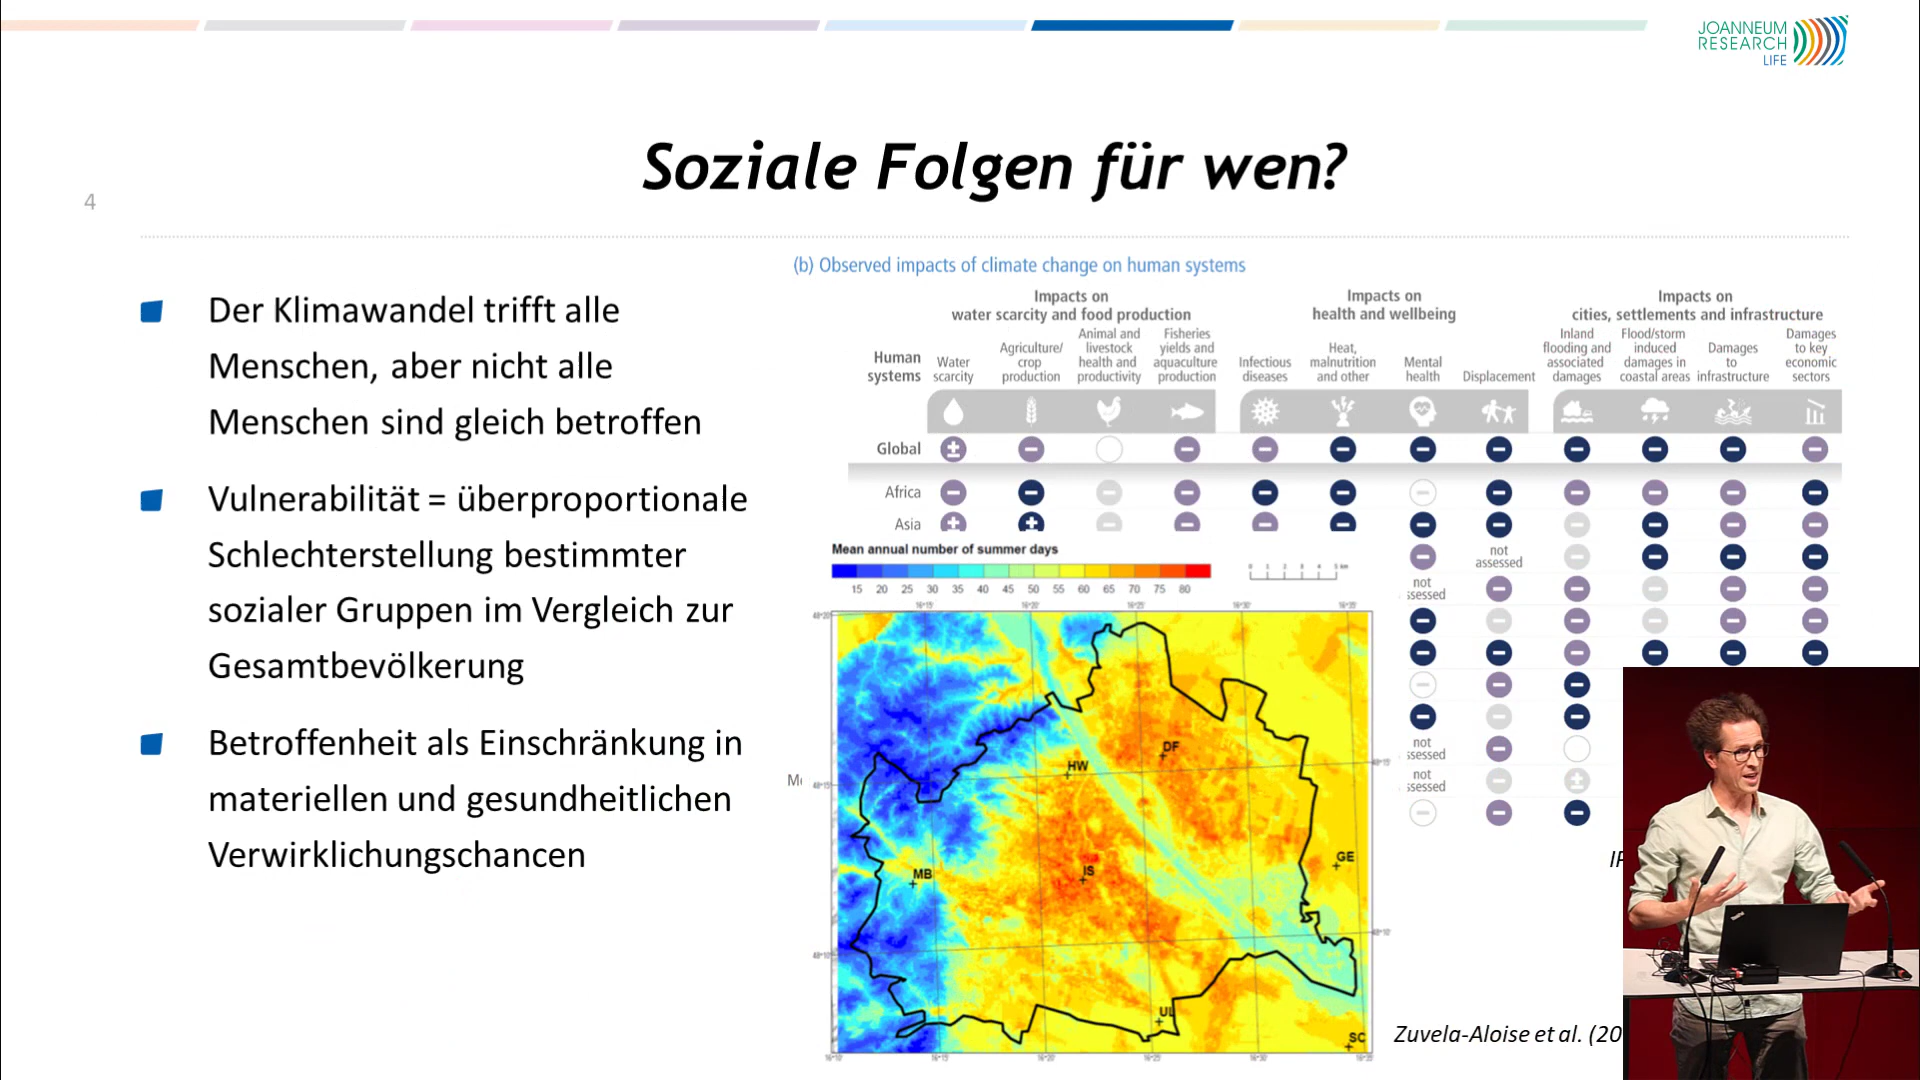 JOANNEUM
RESEARCH
LIFE
Soziale Folgen für wen?
4
Der Klimawandel trifft alle
Menschen, aber nicht alle
Menschen sind gleich betroffen
Vulnerabilität = überproportionale
Schlechterstellung bestimmter
sozialer Gruppen im Vergleich zur
Gesamtbevölkerung
Betroffenheit als Einschränkung in
materiellen und gesundheitlichen
Verwirklichungschancen
(b) Observed impacts of climate change on human systems
Impacts on
water scarcity and food production
Impacts on
health and wellbeing
Impacts on
cities, settlements and infrastructure
Human
systems
Water
scarcity
Agriculture/
crop
production
Animal and
livestock
health and
productivity
Fisheries
yields and
aquaculture
production
Infectious
diseases
Heat,
malnutrition
and other
Mental
health
Displacement
Inland
flooding and
associated
damages
Flood/storm
induced
damages in
coastal areas
Damages
to
infrastructure
Damages
to key
economic
sectors
Global
Africa
Asia
not
assessed
not
ssessed
not
ssessed
not
ssessed
Mean annual number of summer days
15 20 25 30 35 40 45 50 55 60 65 70 75 80
DF
HW
GE
MB
IS
UL
SC
Zuvela-Aloise et al. (20